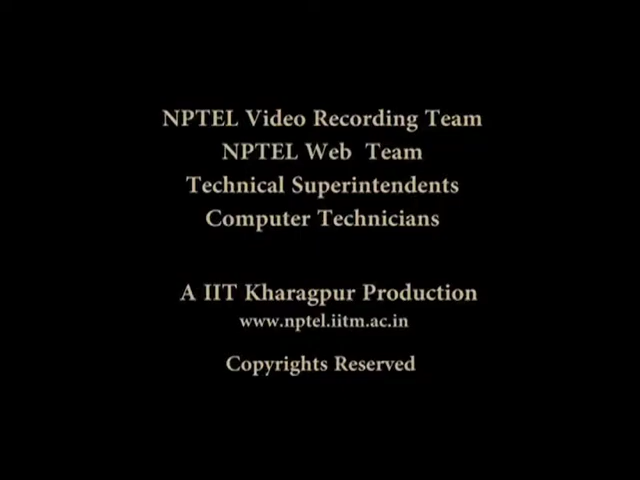 NPTEL Video Recording Team
NPTEL Web Team
Technical Superintendents
Computer Technicians
A IIT Kharagpur Production
www.nptel.iitm.ac.in
Copyrights Reserved